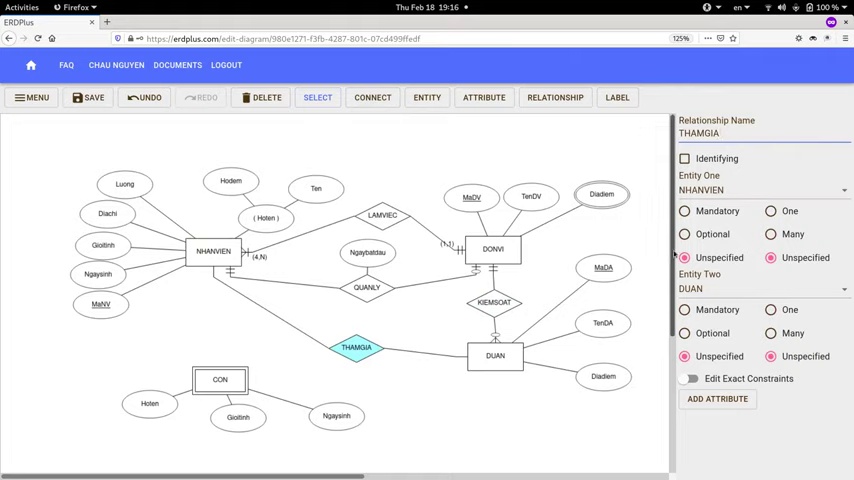 Activities
Firefox
Thu Feb 18 19:16
en
100 %
ERDPlus
https://erdplus.com/edit-diagram/980e1271-f3fb-4287-801c-07cd499ffedf
125%
FAQ
CHAU NGUYEN
DOCUMENTS
LOGOUT
MENU
SAVE
UNDO
REDO
DELETE
SELECT
CONNECT
ENTITY
ATTRIBUTE
RELATIONSHIP
LABEL
Luong
Hodem
Ten
Diachi
( Hoten )
Gioitinh
NHANVIEN
Ngaysinh
MaNV
LAMVIEC
(4,N)
(1,1)
Ngaybatdau
QUANLY
MaDV
TenDV
Diadiem
DONVI
KIEMSOAT
MaDA
TenDA
Diadiem
DUAN
THAMGIA
CON
Hoten
Gioitinh
Ngaysinh
Relationship Name
THAMGIA
Identifying
Entity One
NHANVIEN
Mandatory
One
Optional
Many
Unspecified
Unspecified
Entity Two
DUAN
Mandatory
One
Optional
Many
Unspecified
Unspecified
Edit Exact Constraints
ADD ATTRIBUTE